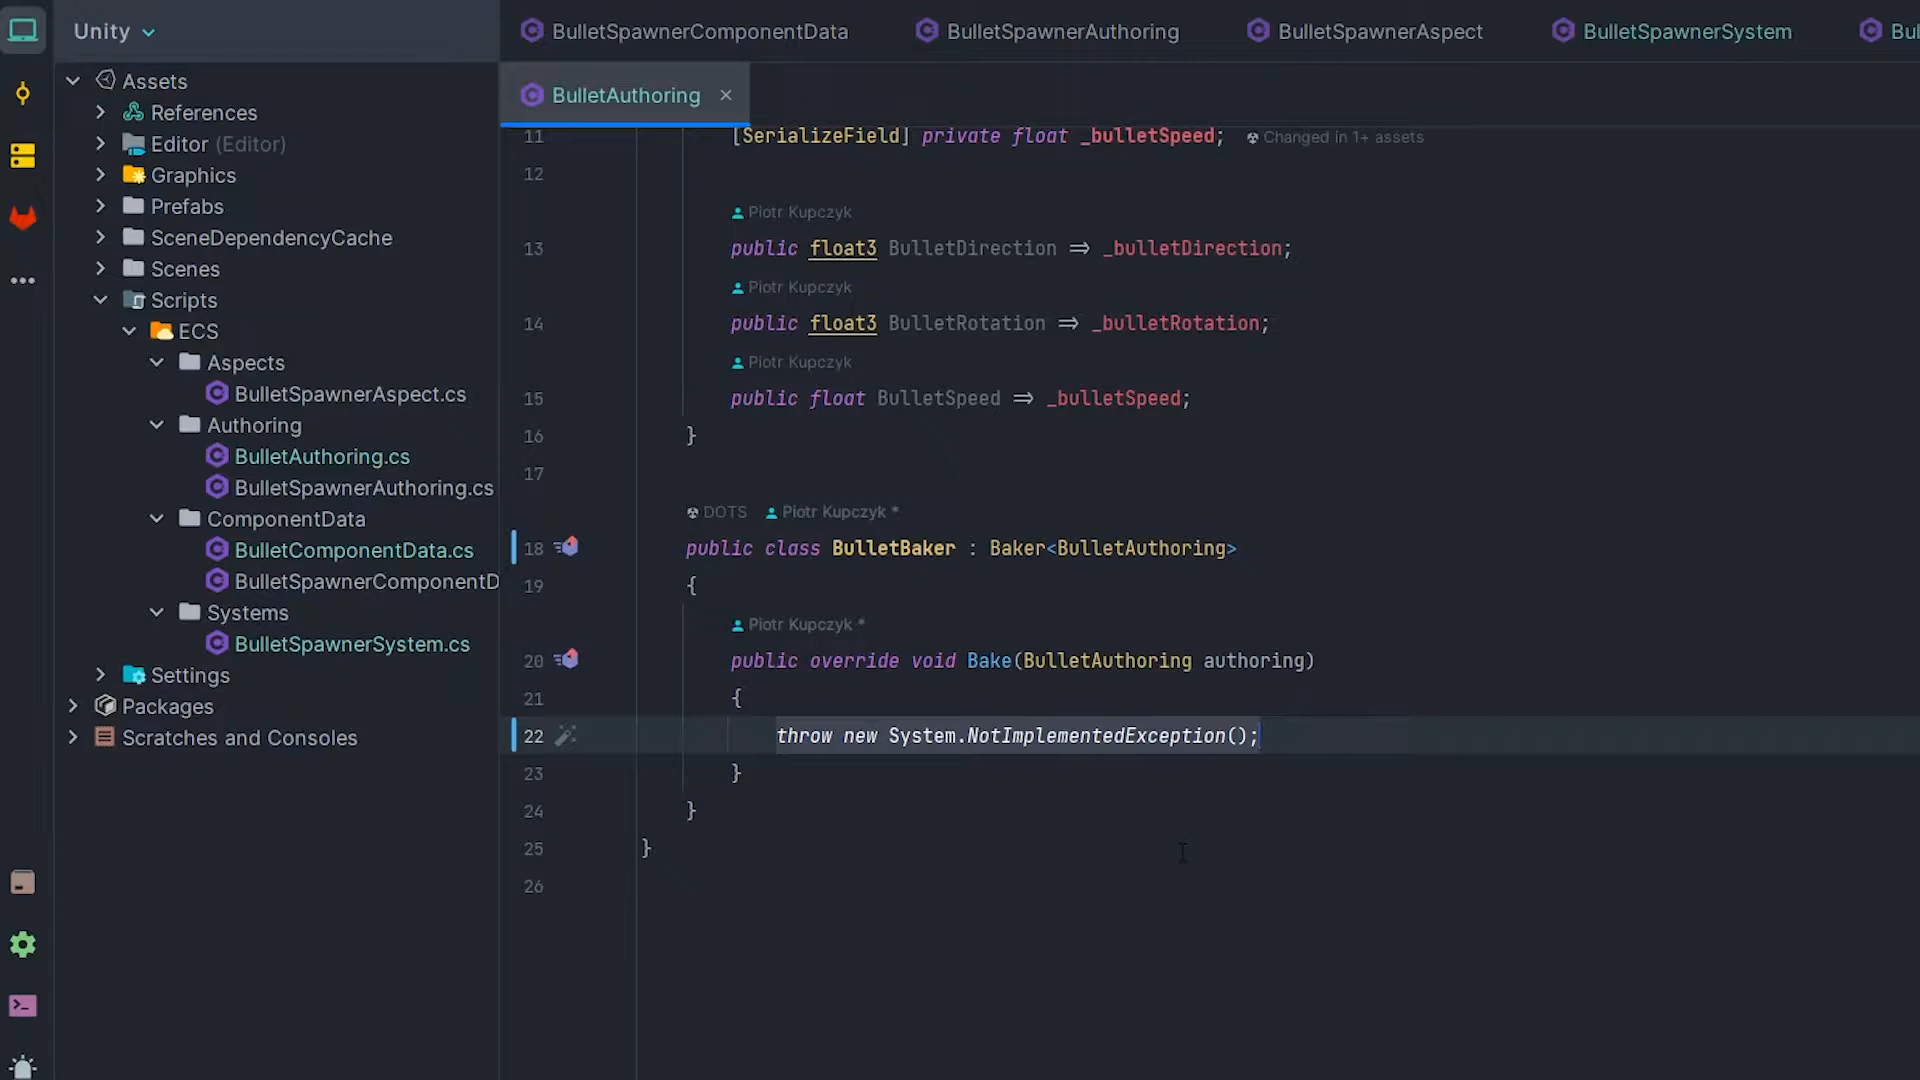 Unity
BulletSpawnerComponentData
BulletSpawnerAuthoring
BulletSpawnerAspect
BulletSpawnerSystem
Bul
BulletAuthoring
Assets
References
Editor (Editor)
Graphics
Prefabs
SceneDependencyCache
Scenes
Scripts
ECS
Aspects
BulletSpawnerAspect.cs
Authoring
BulletAuthoring.cs
BulletSpawnerAuthoring.cs
ComponentData
BulletComponentData.cs
BulletSpawnerComponentD
Systems
BulletSpawnerSystem.cs
Settings
Packages
Scratches and Consoles
11 [SerializeField] private float _bulletSpeed; Changed in 1+ assets
12
Piotr Kupczyk
13 public float3 BulletDirection => _bulletDirection;
Piotr Kupczyk
14 public float3 BulletRotation => _bulletRotation;
Piotr Kupczyk
15 public float BulletSpeed => _bulletSpeed;
16 }
17
DOTS Piotr Kupczyk *
18 public class BulletBaker : Baker<BulletAuthoring>
19 {
Piotr Kupczyk *
20 public override void Bake(BulletAuthoring authoring)
21 {
22 throw new System.NotImplementedException();
23 }
24 }
25 }
26